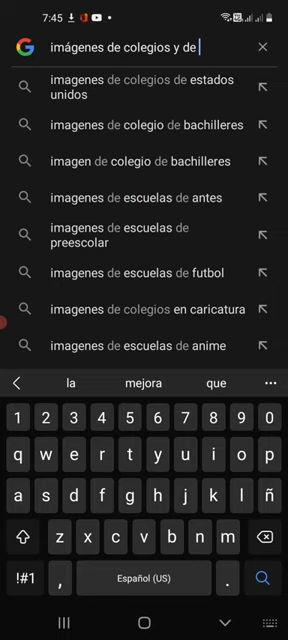 7:45
imágenes de colegios y de
imagenes de colegios de estados
unidos
imagenes de colegio de bachilleres
imagen de colegio de bachilleres
imagenes de escuelas de antes
imagenes de escuelas de
preescolar
imagenes de escuelas de futbol
imagenes de colegios en caricatura
imagenes de escuelas de anime
la mejora que
1 2 3 4 5 6 7 8 9 0
q w e r t y u i o p
a s d f g h j k l ñ
z x c v b n m
!#1 , Español (US) .